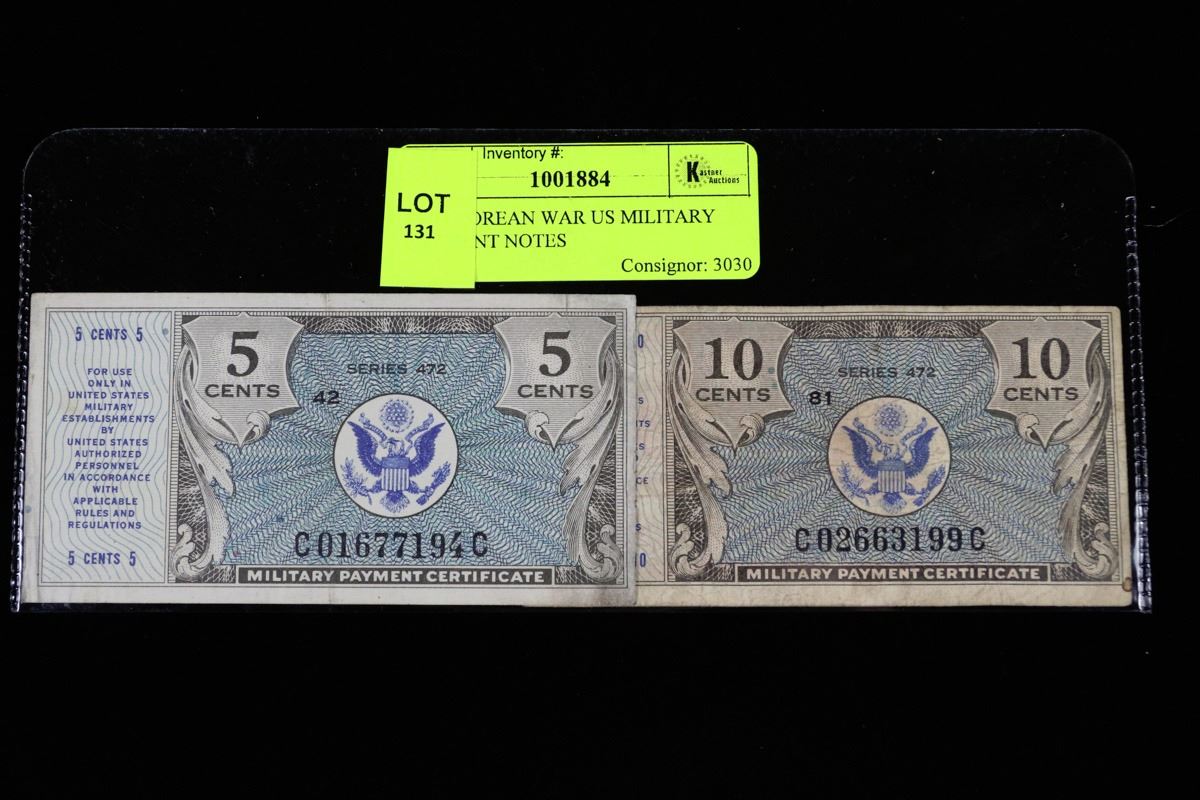 Inventory #:
1001884
Kastner
Auctions
LOT
131
OREAN WAR US MILITARY
NT NOTES
Consignor: 3030
5 CENTS 5
FOR USE
ONLY IN
UNITED STATES
MILITARY
ESTABLISHMENTS
BY
UNITED STATES
AUTHORIZED
PERSONNEL
IN ACCORDANCE
WITH
APPLICABLE
RULES AND
REGULATIONS
5 CENTS 5
5
CENTS
5
CENTS
SERIES 472
42
C01677194C
MILITARY PAYMENT CERTIFICATE
10
CENTS
10
CENTS
SERIES 472
81
C02663199C
MILITARY PAYMENT CERTIFICATE